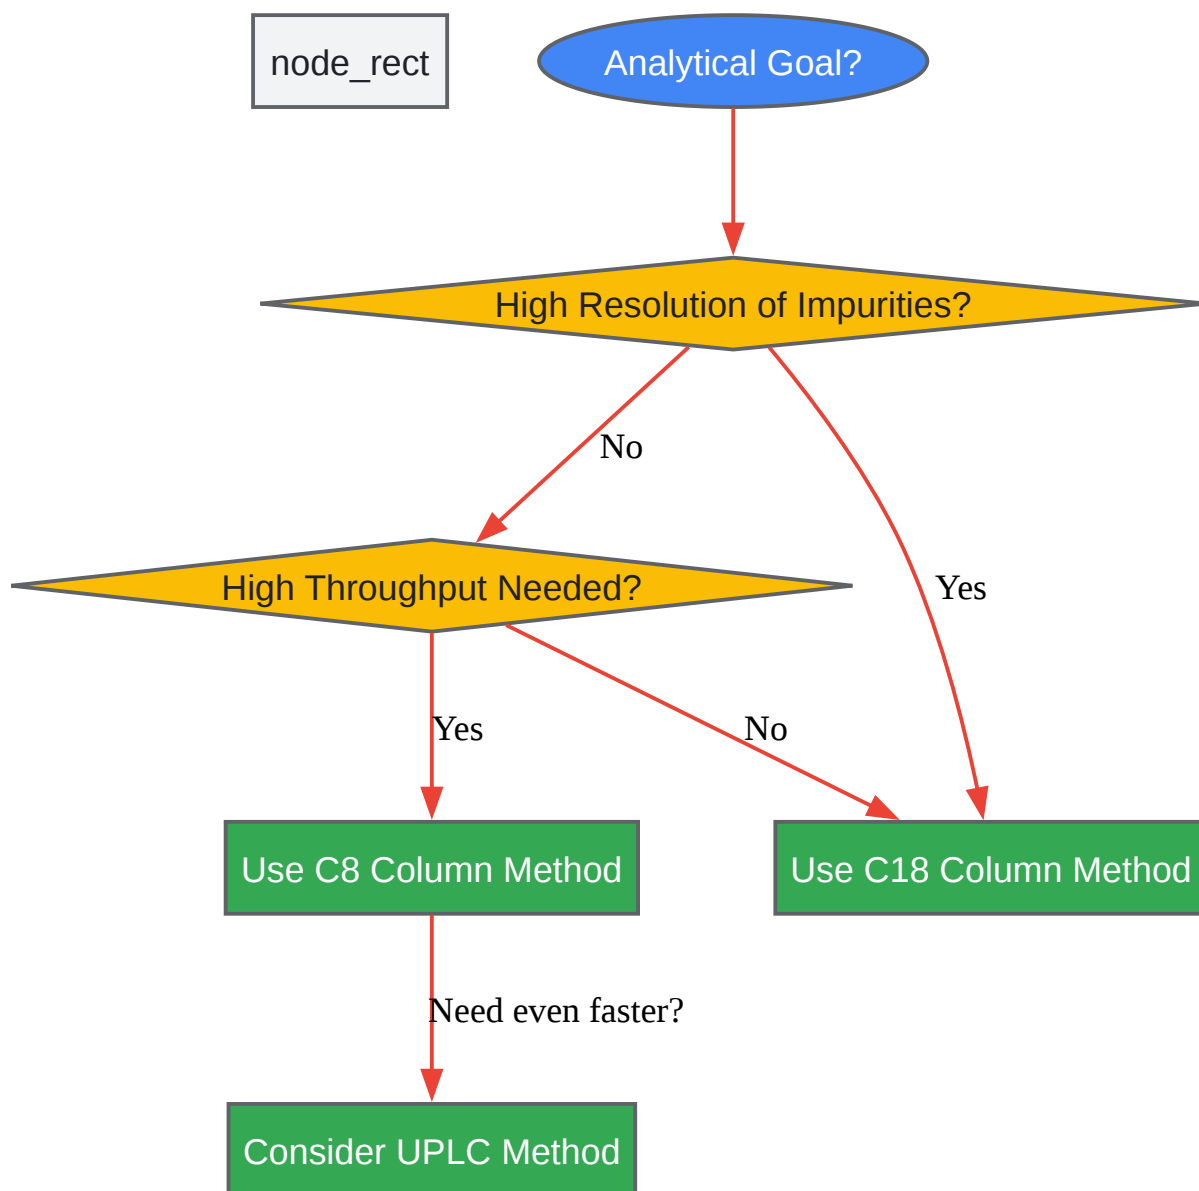 node_rect
Analytical Goal?
High Resolution of Impurities?
No
High Throughput Needed?
Yes
Yes
No
Use C8 Column Method
Use C18 Column Method
Need even faster?
Consider UPLC Method